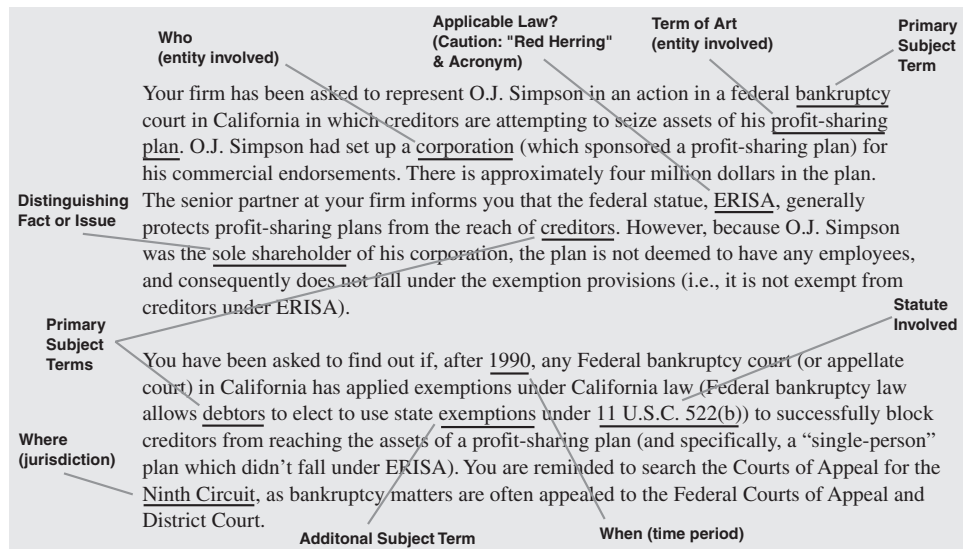 Who
(entity involved)
Applicable Law?
(Caution: "Red Herring"
& Acronym)
Term of Art
(entity involved)
Primary
Subject
Term
Your firm has been asked to represent O.J. Simpson in an action in a federal bankruptcy
court in California in which creditors are attempting to seize assets of his profit-sharing
plan. O.J. Simpson had set up a corporation (which sponsored a profit-sharing plan) for
his commercial endorsements. There is approximately four million dollars in the plan.
Distinguishing
Fact or Issue
The senior partner at your firm informs you that the federal statue, ERISA, generally
protects profit-sharing plans from the reach of creditors. However, because O.J. Simpson
was the sole shareholder of his corporation, the plan is not deemed to have any employees,
and consequently does not fall under the exemption provisions (i.e., it is not exempt from
creditors under ERISA).
Statute
Involved
Primary
Subject
Terms
You have been asked to find out if, after 1990, any Federal bankruptcy court (or appellate
court) in California has applied exemptions under California law (Federal bankruptcy law
allows debtors to elect to use state exemptions under 11 U.S.C. 522(b)) to successfully block
creditors from reaching the assets of a profit-sharing plan (and specifically, a “single-person”
plan which didn’t fall under ERISA). You are reminded to search the Courts of Appeal for the
Ninth Circuit, as bankruptcy matters are often appealed to the Federal Courts of Appeal and
District Court.
Where
(jurisdiction)
Additonal Subject Term
When (time period)